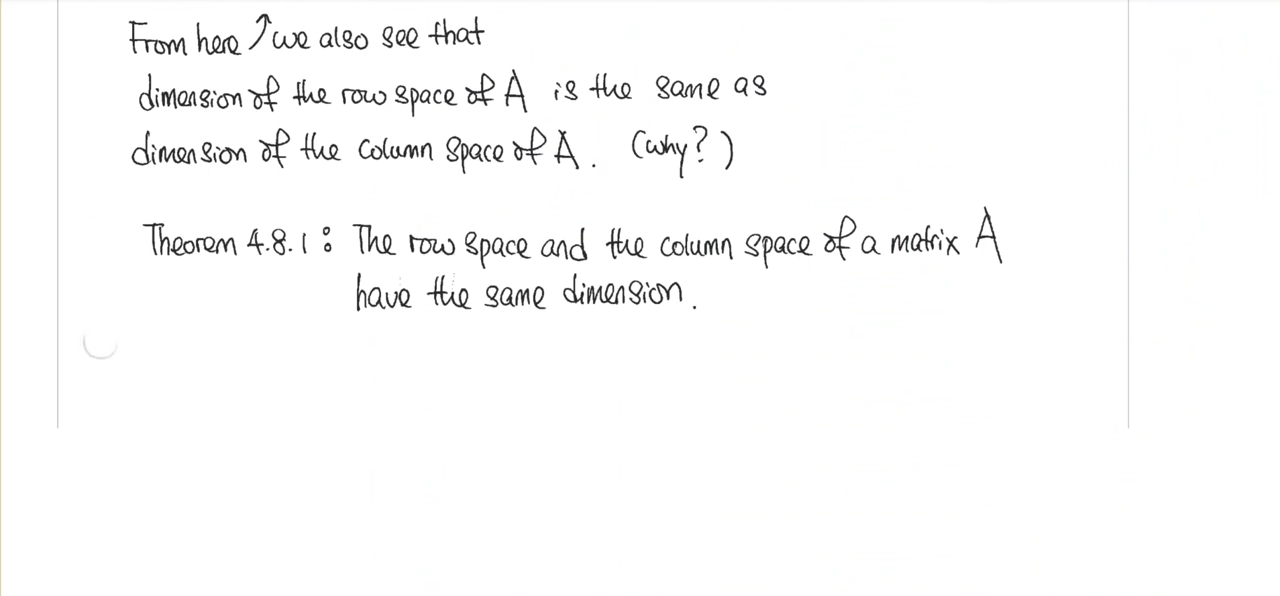 From here ↑ we also see that
dimension of the row space of A is the same as
dimension of the column space of A. (why?)
Theorem 4.8.1: The row space and the column space of a matrix A
have the same dimension.